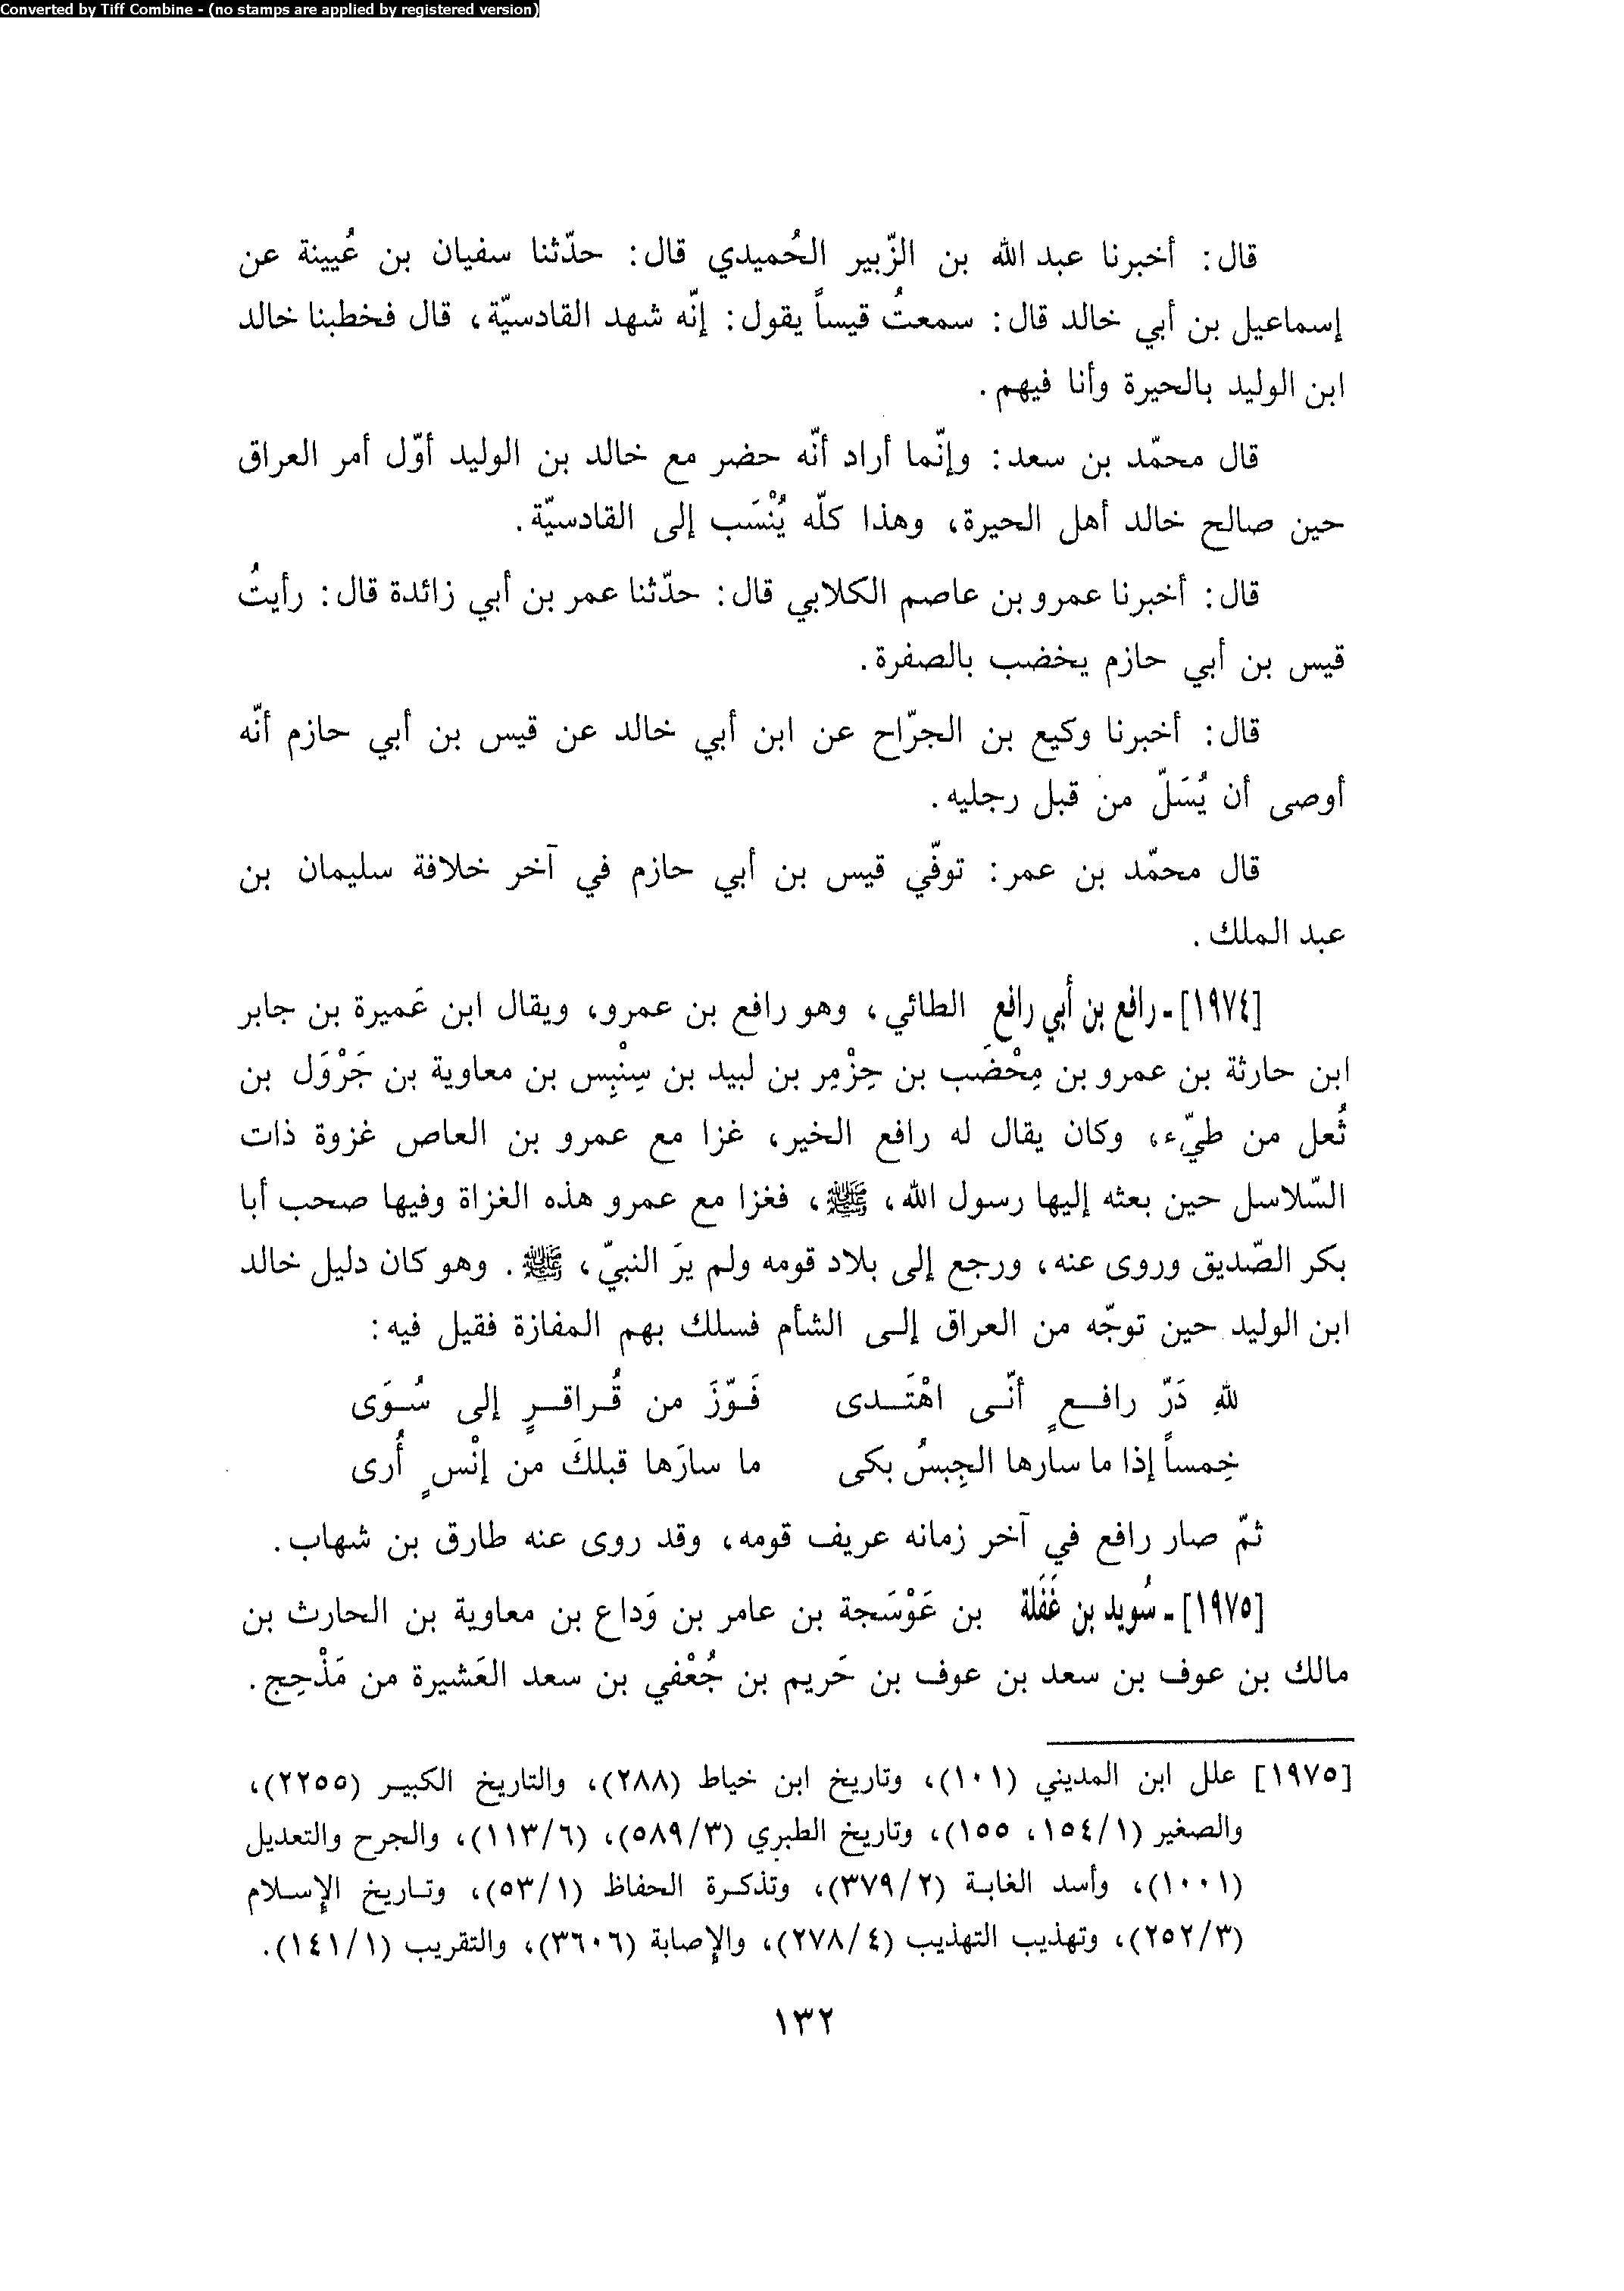 Converted by Tiff Combine - (no stamps are applied by registered version)
قال: أخبرنا عبد الله بن الزّبير الحُميدي قال: حدّثنا سفيان بن عُيينة عن
إسماعيل بن أبي خالد قال: سمعتُ قيساً يقول: إنّه شهد القادسيّة، قال فخطبنا خالد
ابن الوليد بالحيرة وأنا فيهم.
قال محمّد بن سعد: وإنّما أراد أنّه حضر مع خالد بن الوليد أوّل أمر العراق
حين صالح خالد أهل الحيرة، وهذا كلّه يُنْسَب إلى القادسيّة.
قال: أخبرنا عمرو بن عاصم الكلابي قال: حدّثنا عمر بن أبي زائدة قال: رأيتُ
قيس بن أبي حازم يخضب بالصفرة.
قال: أخبرنا وكيع بن الجرّاح عن ابن أبي خالد عن قيس بن أبي حازم أنّه
أوصى أن يُسَلّ من قبل رجليه.
قال محمّد بن عمر: توفّي قيس بن أبي حازم في آخر خلافة سليمان بن
عبد الملك.
[١٩٧٤] - رافع بن أبي رافع الطائي، وهو رافع بن عمرو، ويقال ابن عَميرة بن جابر
ابن حارثة بن عمرو بن مِحْضَب بن حِزْمِر بن لبيد بن سِنْبِس بن معاوية بن جَرْوَل بن
ثُعل من طيّء، وكان يقال له رافع الخير، غزا مع عمرو بن العاص غزوة ذات
السّلاسل حين بعثه إليها رسول الله، ﷺ، فغزا مع عمرو هذه الغزاة وفيها صحب أبا
بكر الصّديق وروى عنه، ورجع إلى بلاد قومه ولم يرَ النبيّ، ﷺ. وهو كان دليل خالد
ابن الوليد حين توجّه من العراق إلى الشأم فسلك بهم المفازة فقيل فيه:
للهِ دَرّ رافعٍ أنّى اهْتَدى فَوّزَ من قُراقرٍ إلى سُوَى
خِمساً إذا ما سارها الجِبسُ بكى ما سارَها قبلكَ من إنْسٍ أُرى
ثمّ صار رافع في آخر زمانه عريف قومه، وقد روى عنه طارق بن شهاب.
[١٩٧٥] - سُويد بن غَفَلة بن عَوْسَجة بن عامر بن وَداع بن معاوية بن الحارث بن
مالك بن عوف بن سعد بن عوف بن حَريم بن جُعْفي بن سعد العَشيرة من مَذْحِج.
[١٩٧٥] علل ابن المديني (١٠١)، وتاريخ ابن خياط (٢٨٨)، والتاريخ الكبير (٢٢٥٥)،
والصغير (١٥٤/١، ١٥٥)، وتاريخ الطبري (٥٨٩/٣)، (١١٣/٦)، والجرح والتعديل
(١٠٠١)، وأسد الغابة (٣٧٩/٢)، وتذكرة الحفاظ (٥٣/١)، وتاريخ الإسلام
(٢٥٢/٣)، وتهذيب التهذيب (٢٧٨/٤)، والإصابة (٣٦٠٦)، والتقريب (١٤١/١).
١٣٢